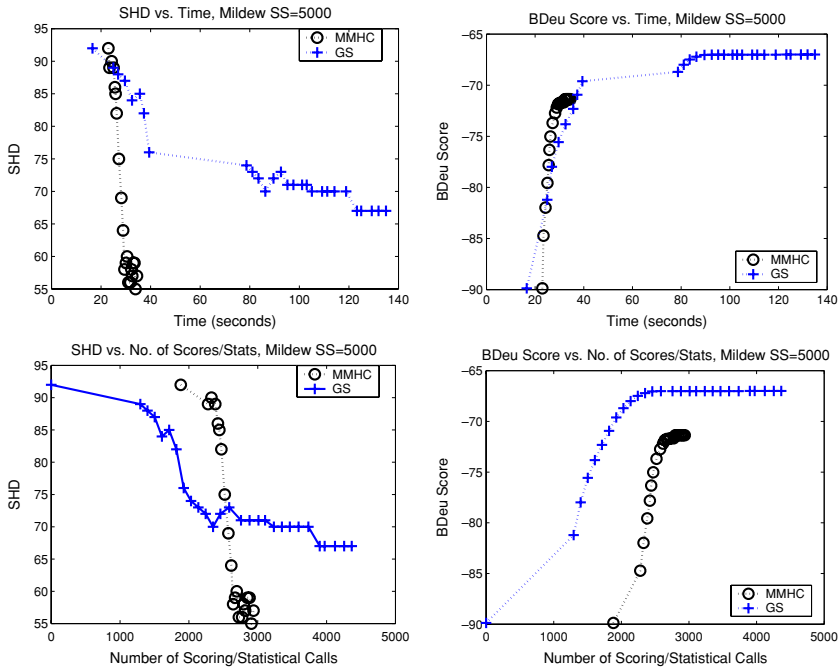 SHD vs. Time, Mildew SS=5000
95
90
85
80
75
70
65
60
55
0 20 40 60 80 100 120 140
SHD
Time (seconds)
MMHC
GS
BDeu Score vs. Time, Mildew SS=5000
−65
−70
−75
−80
−85
−90
0 20 40 60 80 100 120 140
BDeu Score
Time (seconds)
MMHC
GS
SHD vs. No. of Scores/Stats, Mildew SS=5000
95
90
85
80
75
70
65
60
55
0 1000 2000 3000 4000 5000
SHD
Number of Scoring/Statistical Calls
MMHC
GS
BDeu Score vs. No. of Scores/Stats, Mildew SS=5000
−65
−70
−75
−80
−85
−90
0 1000 2000 3000 4000 5000
BDeu Score
Number of Scoring/Statistical Calls
MMHC
GS